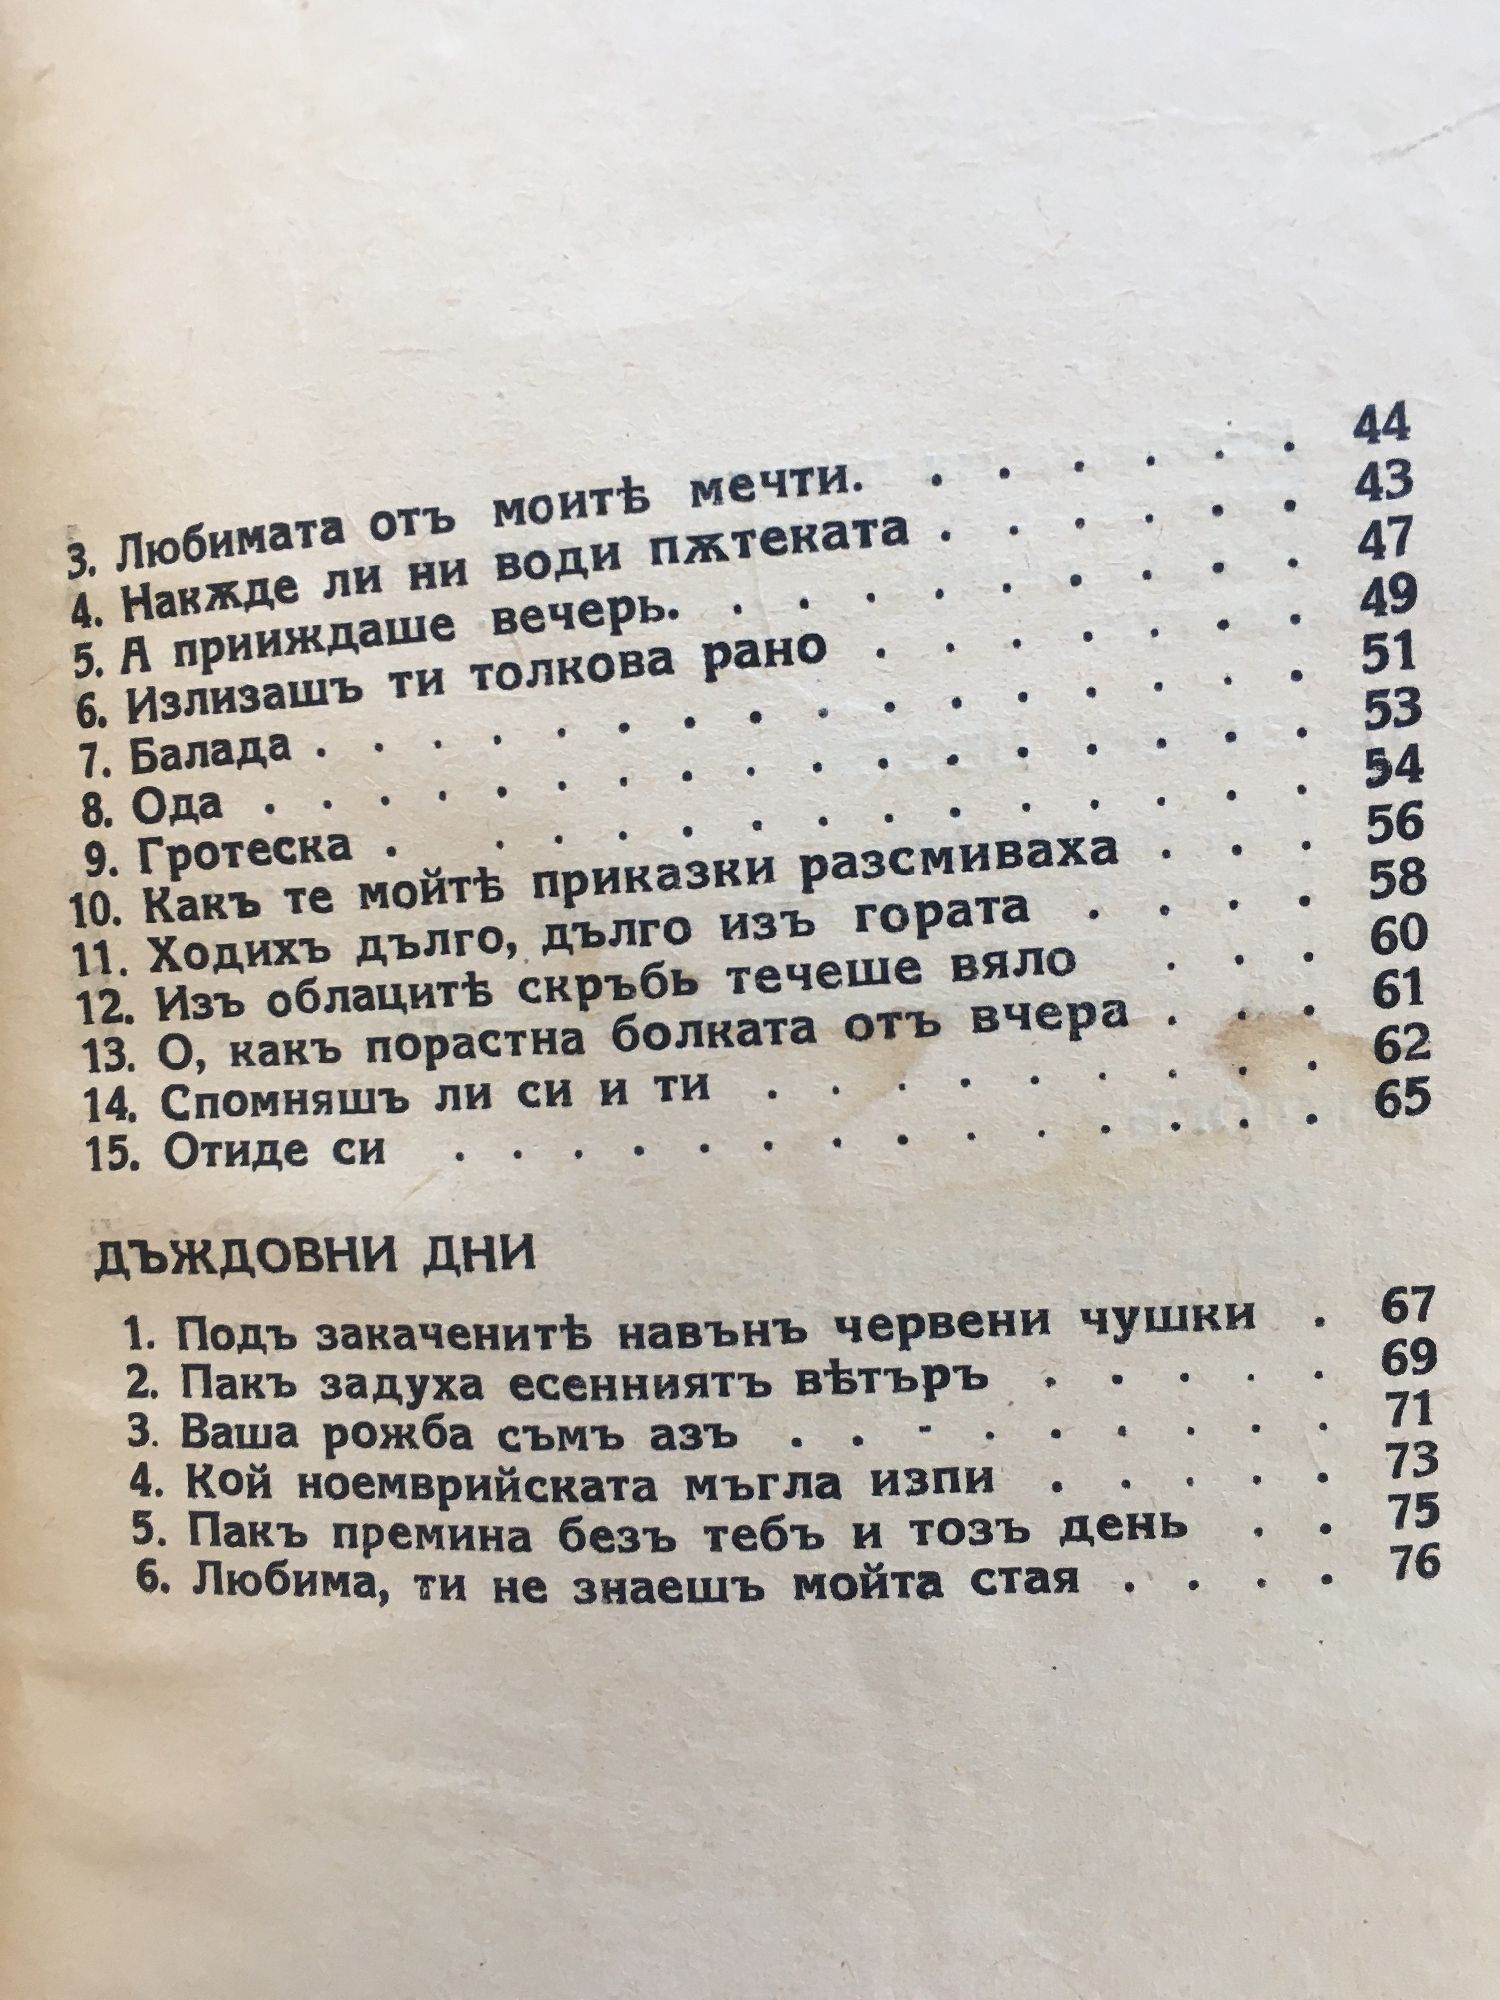 3. Любимата отъ моитѣ мечти. . . . . . . 44
4. Накѫде ли ни води пѫтеката . . . . . . 43
5. А прииждаше вечерь. . . . . . . . . . 47
6. Излизашъ ти толкова рано . . . . . . . 49
7. Балада . . . . . . . . . . . . . . . 51
8. Ода . . . . . . . . . . . . . . . . 53
9. Гротеска . . . . . . . . . . . . . . 54
10. Какъ те мойтѣ приказки разсмиваха . . . 56
11. Ходихъ дълго, дълго изъ гората . . . . 58
12. Изъ облацитѣ скръбь течеше вяло . . . 60
13. О, какъ порастна болката отъ вчера . . . 61
14. Спомняшъ ли си и ти . . . . . . . . . 62
15. Отиде си . . . . . . . . . . . . . . 65
ДЪЖДОВНИ ДНИ
1. Подъ закаченитѣ навънъ червени чушки . 67
2. Пакъ задуха есенниятъ вѣтъръ . . . . . 69
3. Ваша рожба съмъ азъ . . - . . . . . . 71
4. Кой ноемврийската мъгла изпи . . . . . 73
5. Пакъ премина безъ тебъ и тозъ день . . 75
6. Любима, ти не знаешъ мойта стая . . . . 76